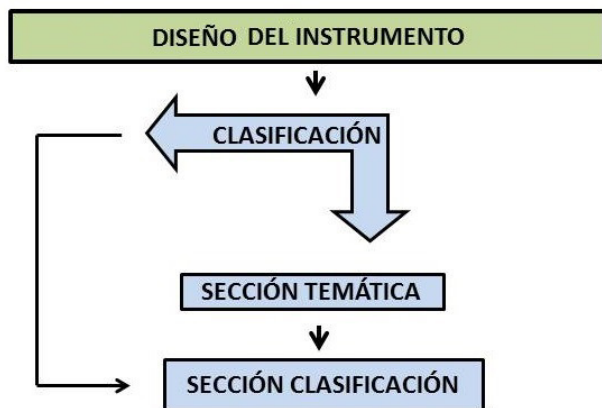 DISEÑO DEL INSTRUMENTO
CLASIFICACIÓN
SECCIÓN TEMÁTICA
SECCIÓN CLASIFICACIÓN